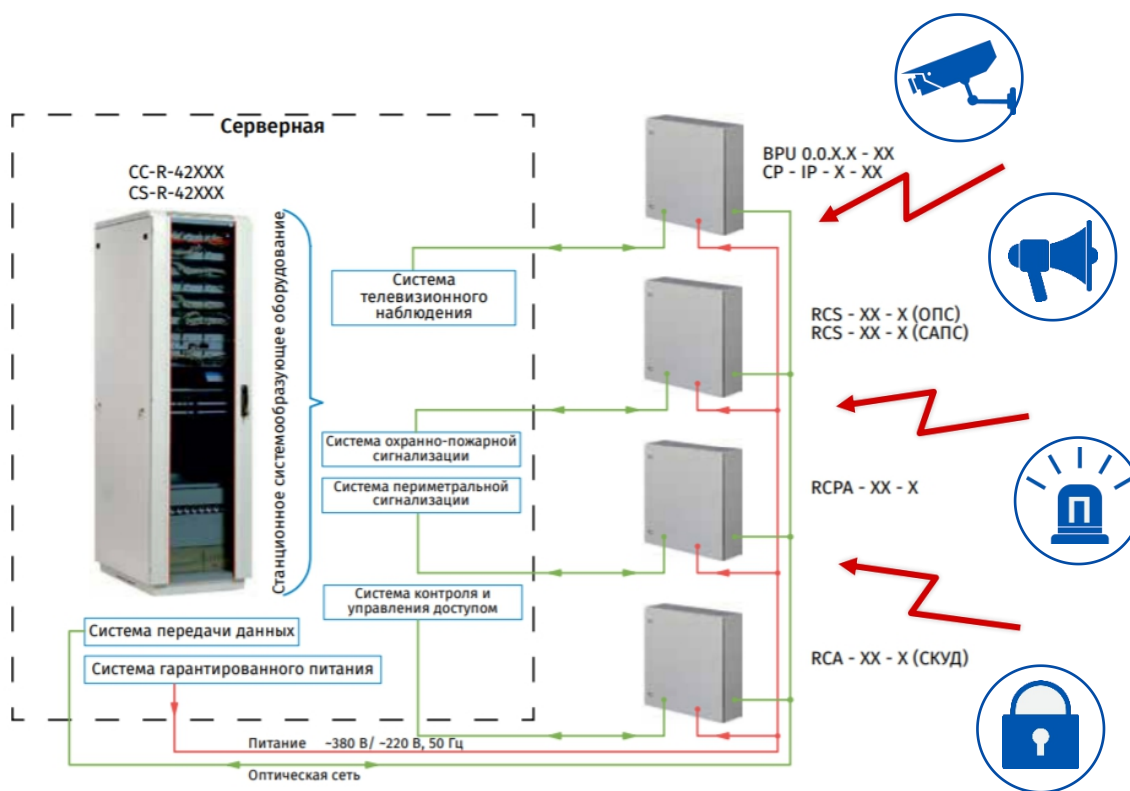 Серверная
CC-R-42XXX
CS-R-42XXX
Станционное системообразующее оборудование
Система
телевизионного
наблюдения
Система охранно-пожарной
сигнализации
Система периметральной
сигнализации
Система контроля и
управления доступом
Система передачи данных
Система гарантированного питания
Питание ~380 В/ ~220 В, 50 Гц
Оптическая сеть
BPU 0.0.X.X - XX
CP - IP - X - XX
RCS - XX - X (ОПС)
RCS - XX - X (САПС)
RCPA - XX - X
П
RCA - XX - X (СКУД)